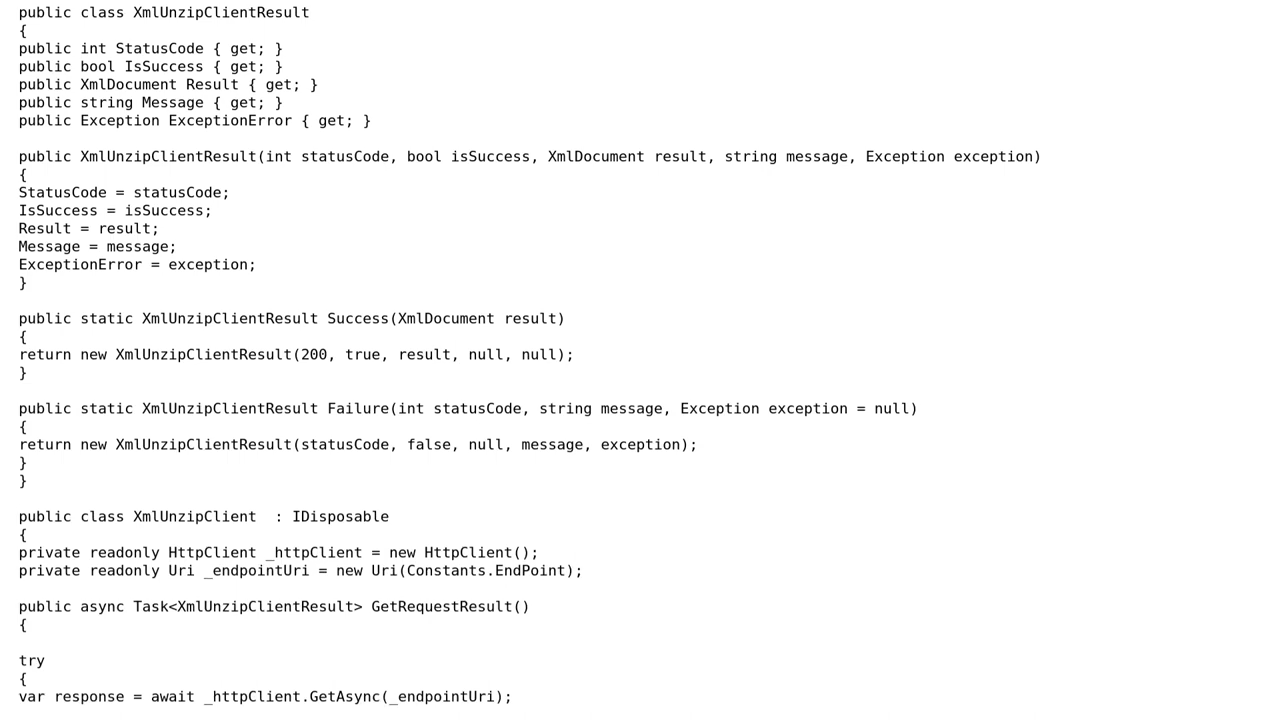 public class XmlUnzipClientResult
{
public int StatusCode { get; }
public bool IsSuccess { get; }
public XmlDocument Result { get; }
public string Message { get; }
public Exception ExceptionError { get; }

public XmlUnzipClientResult(int statusCode, bool isSuccess, XmlDocument result, string message, Exception exception)
{
StatusCode = statusCode;
IsSuccess = isSuccess;
Result = result;
Message = message;
ExceptionError = exception;
}

public static XmlUnzipClientResult Success(XmlDocument result)
{
return new XmlUnzipClientResult(200, true, result, null, null);
}

public static XmlUnzipClientResult Failure(int statusCode, string message, Exception exception = null)
{
return new XmlUnzipClientResult(statusCode, false, null, message, exception);
}
}

public class XmlUnzipClient  : IDisposable
{
private readonly HttpClient _httpClient = new HttpClient();
private readonly Uri _endpointUri = new Uri(Constants.EndPoint);

public async Task<XmlUnzipClientResult> GetRequestResult()
{

try
{
var response = await _httpClient.GetAsync(_endpointUri);